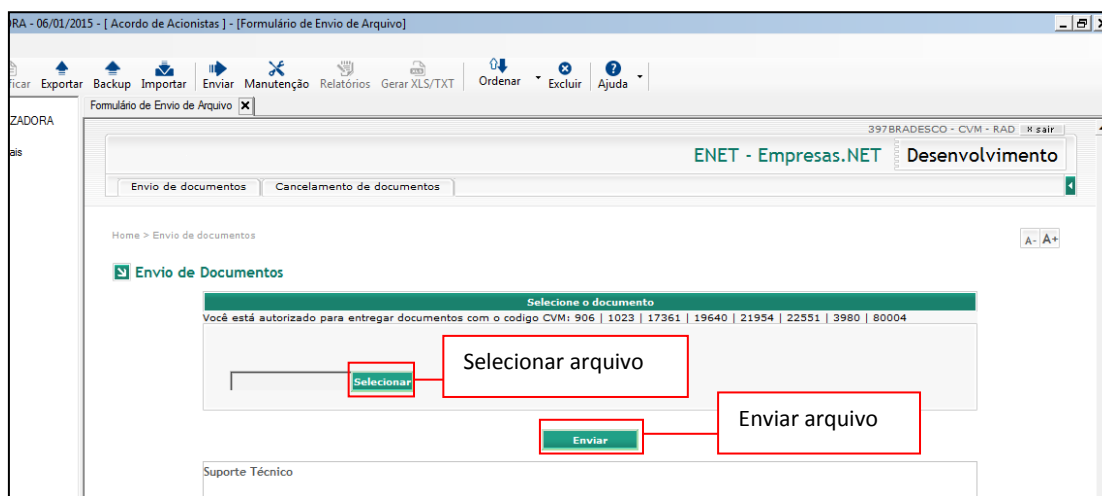 RA - 06/01/2015 - [ Acordo de Acionistas ] - [Formulário de Envio de Arquivo]
ficar Exportar Backup Importar Enviar Manutenção Relatórios Gerar XLS/TXT Ordenar Excluir Ajuda
Formulário de Envio de Arquivo X
ZADORA
ais
397BRADESCO - CVM - RAD × sair
ENET - Empresas.NET Desenvolvimento
Envio de documentos Cancelamento de documentos
Home > Envio de documentos
A- A+
Envio de Documentos
Selecione o documento
Você está autorizado para entregar documentos com o codigo CVM: 906 | 1023 | 17361 | 19640 | 21954 | 22551 | 3980 | 80004
Selecionar arquivo
Selecionar
Enviar arquivo
Enviar
Suporte Técnico